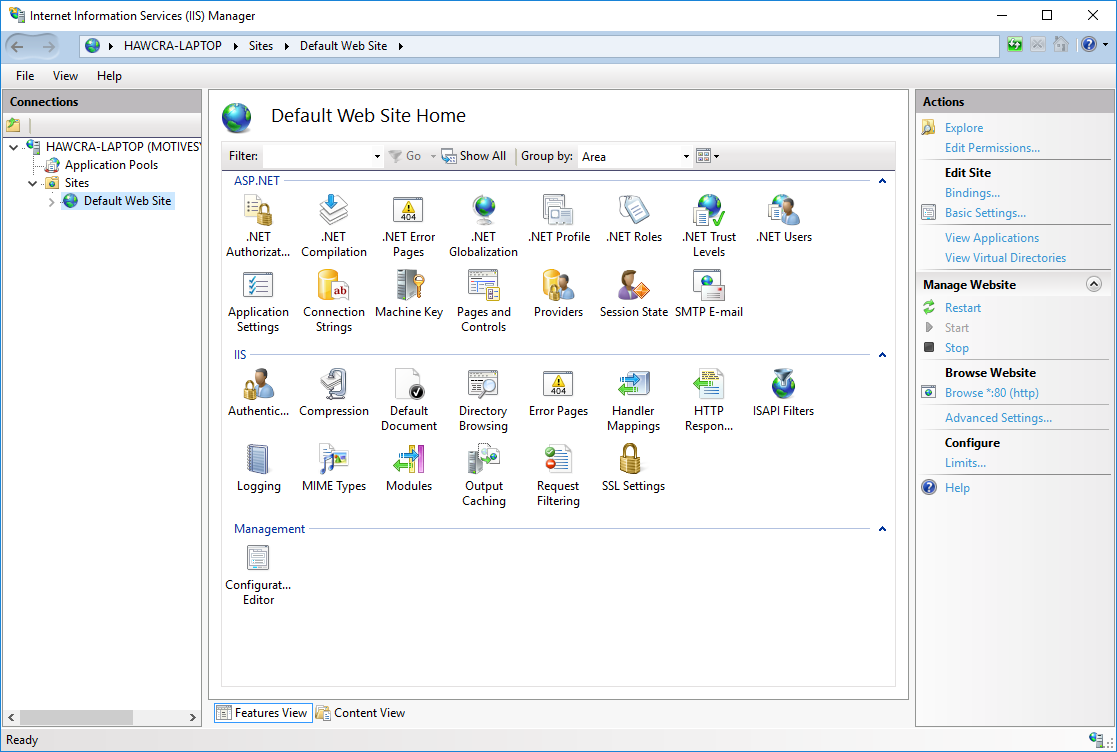 Internet Information Services (IIS) Manager
HAWCRA-LAPTOP Sites Default Web Site
File View Help
Connections
HAWCRA-LAPTOP (MOTIVES
Application Pools
Sites
Default Web Site
Default Web Site Home
Filter: Go Show All Group by: Area
ASP.NET
.NET Authorizat...
.NET Compilation
.NET Error Pages
.NET Globalization
.NET Profile
.NET Roles
.NET Trust Levels
.NET Users
Application Settings
Connection Strings
Machine Key
Pages and Controls
Providers
Session State
SMTP E-mail
IIS
Authentic...
Compression
Default Document
Directory Browsing
Error Pages
Handler Mappings
HTTP Respon...
ISAPI Filters
Logging
MIME Types
Modules
Output Caching
Request Filtering
SSL Settings
Management
Configurat... Editor
Features View
Content View
Actions
Explore
Edit Permissions...
Edit Site
Bindings...
Basic Settings...
View Applications
View Virtual Directories
Manage Website
Restart
Start
Stop
Browse Website
Browse *:80 (http)
Advanced Settings...
Configure
Limits...
Help
Ready